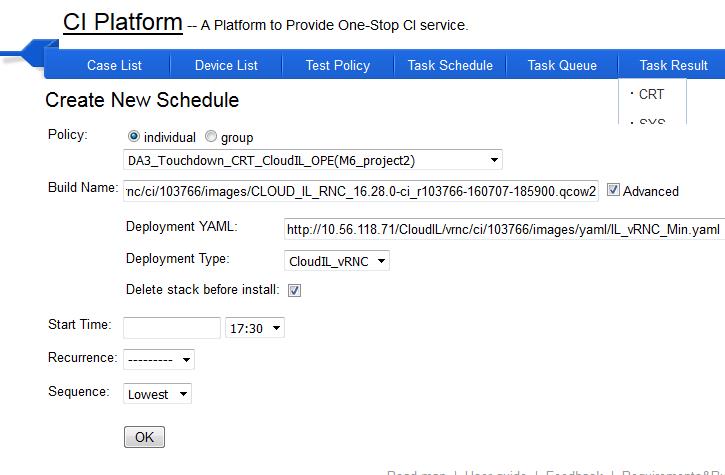 CI Platform -- A Platform to Provide One-Stop CI service.
Case List Device List Test Policy Task Schedule Task Queue Task Result
· CRT
· SYS
Create New Schedule
Policy: individual group
DA3_Touchdown_CRT_CloudIL_OPE(M6_project2)
Build Name: rnc/ci/103766/images/CLOUD_IL_RNC_16.28.0-ci_r103766-160707-185900.qcow2 Advanced
Deployment YAML: http://10.56.118.71/CloudIL/vrnc/ci/103766/images/yaml/IL_vRNC_Min.yaml
Deployment Type: CloudIL_vRNC
Delete stack before install:
Start Time: 17:30
Recurrence: ---------
Sequence: Lowest
OK
Road map | User guide | Feedback |